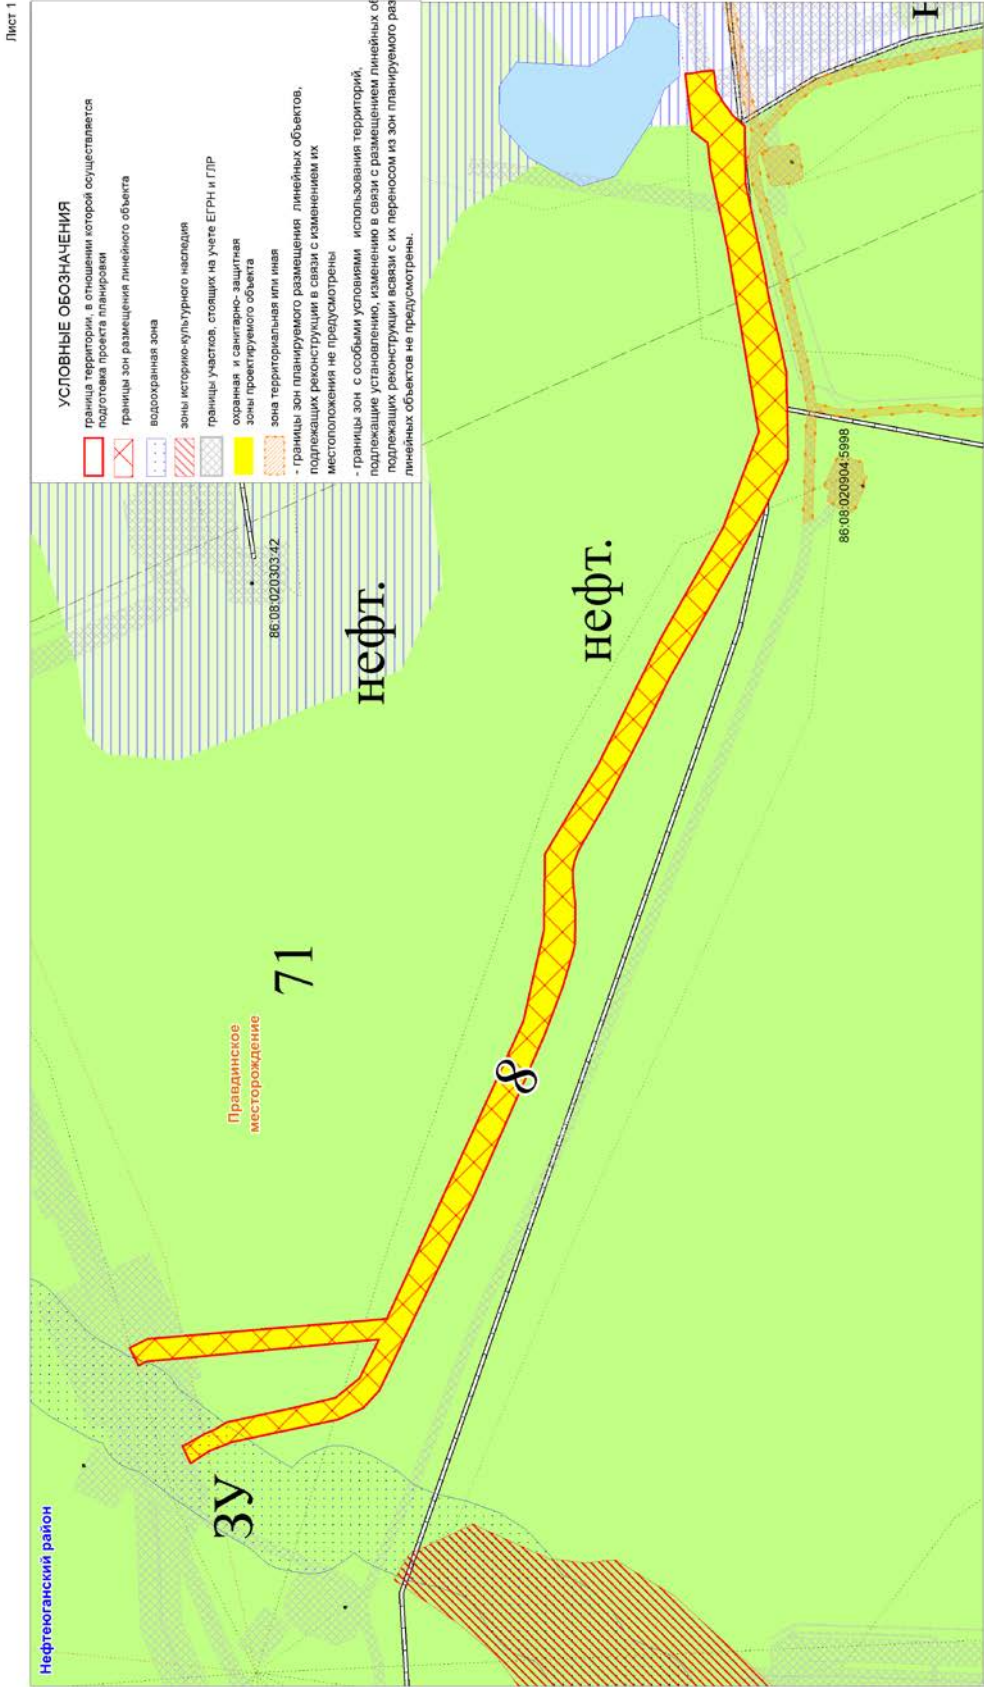 Лист 1
Нефтеюганский район
УСЛОВНЫЕ ОБОЗНАЧЕНИЯ
граница территории, в отношении которой осуществляется
подготовка проекта планировки
границы зон размещения линейного объекта
водоохранная зона
зоны историко-культурного наследия
границы участков, стоящих на учете ЕГРН и ГЛР
охранная и санитарно- защитная
зоны проектируемого объекта
зона территориальная или иная
- границы зон планируемого размещения линейных объектов,
подлежащих реконструкции в связи с изменением их
местоположения не предусмотрены
- границы зон с особыми условиями использования территорий,
подлежащие установлению, изменению в связи с размещением линейных об
подлежащих реконструкции всвязи с их переносом из зон планируемого раз
линейных объектов не предусмотрены.
86:08:020303:42
нефт.
Правдинское
месторождение
71
ЗУ
8
нефт.
86:08:020904:5998
н